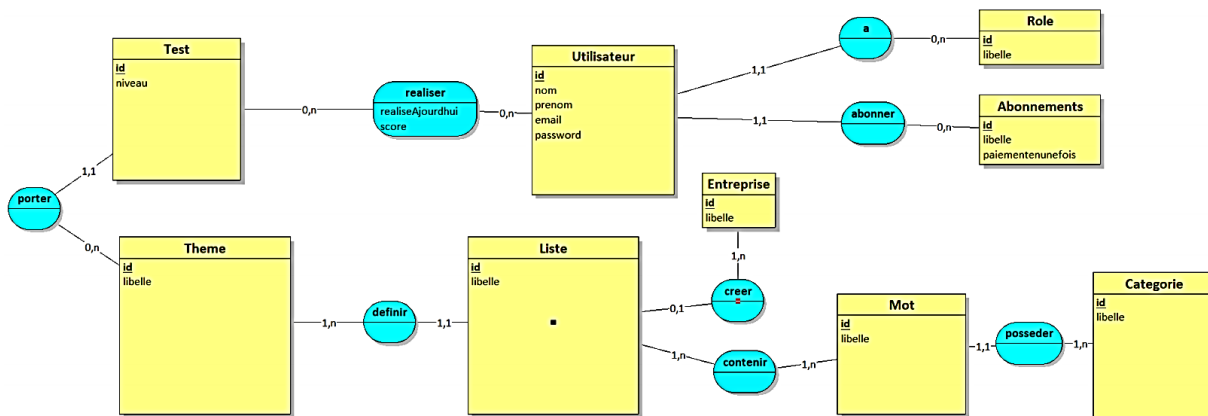 Test
id
niveau
0,n
realiser
realiseAjourdhui
score
0,n
Utilisateur
id
nom
prenom
email
password
1,1
a
0,n
Role
id
libelle
1,1
abonner
0,n
Abonnements
id
libelle
paiementenunefois
1,1
porter
0,n
Theme
id
libelle
1,n
definir
1,1
Liste
id
libelle
Entreprise
id
libelle
1,n
creer
0,1
1,n
contenir
1,n
Mot
id
libelle
1,1
posseder
1,n
Categorie
id
libelle